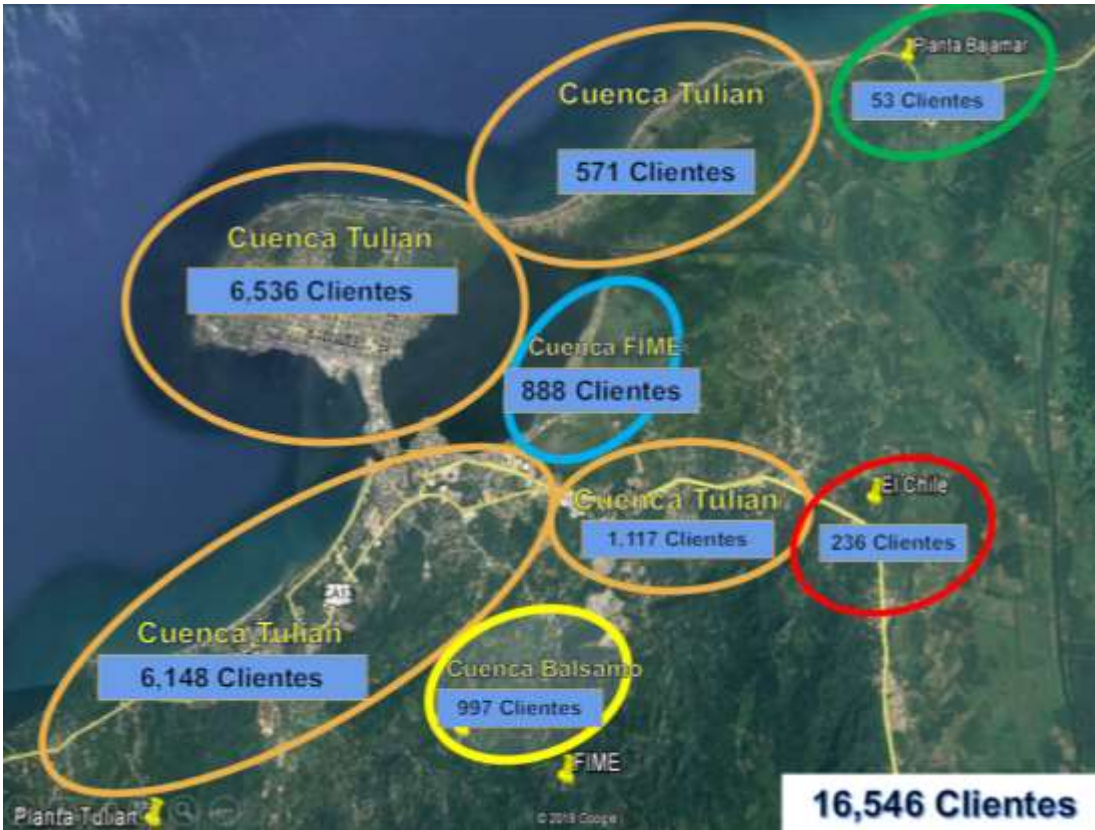 Planta Bajamar
53 Clientes
Cuenca Tulian
571 Clientes
Cuenca Tulian
6,536 Clientes
Cuenca FIME
888 Clientes
El Chile
Cuenca Tulian
1,117 Clientes
236 Clientes
CA13
Cuenca Tulian
6,148 Clientes
Cuenca Balsamo
997 Clientes
FIME
16,546 Clientes
Planta Tulian
© 2018 Google